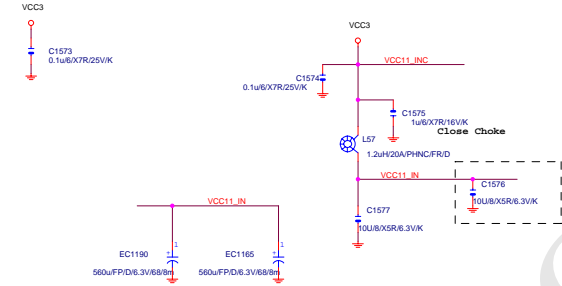 VCC3
C1573
0.1u/6/X7R/25V/K
VCC3
VCC11_INC
C1574
0.1u/6/X7R/25V/K
C1575
1u/6/X7R/16V/K
Close Choke
L57
1.2uH/20A/PHNC/FR/D
VCC11_IN
C1576
10U/8/X5R/6.3V/K
C1577
10U/8/X5R/6.3V/K
VCC11_IN
1
1
+
+
EC1190
EC1165
560u/FP/D/6.3V/68/8m
560u/FP/D/6.3V/68/8m